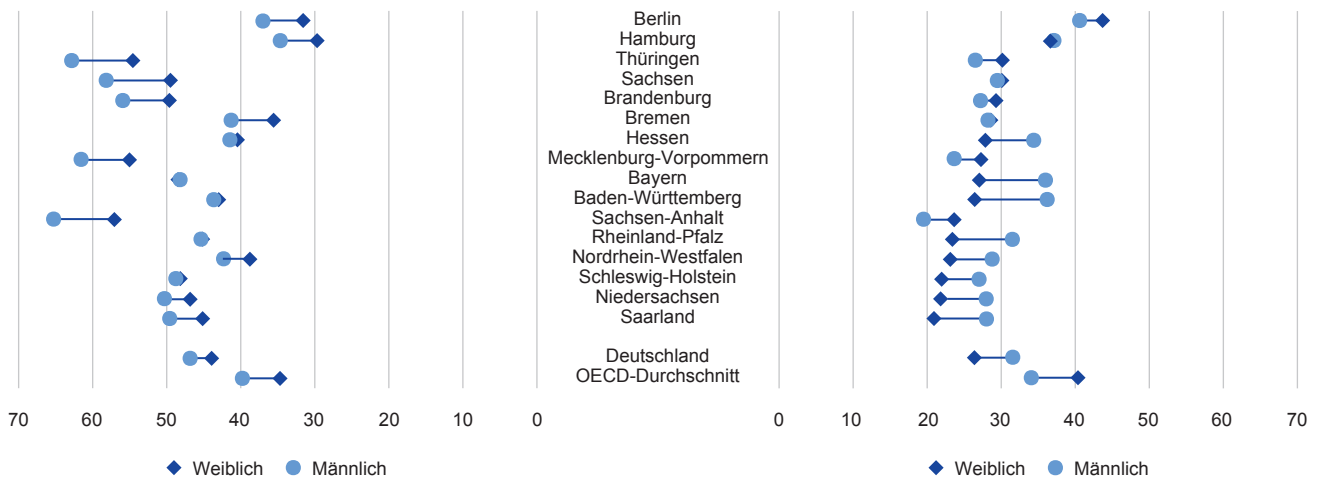 Berlin
Hamburg
Thüringen
Sachsen
Brandenburg
Bremen
Hessen
Mecklenburg-Vorpommern
Bayern
Baden-Württemberg
Sachsen-Anhalt
Rheinland-Pfalz
Nordrhein-Westfalen
Schleswig-Holstein
Niedersachsen
Saarland
Deutschland
OECD-Durchschnitt
70 60 50 40 30 20 10 0 0 10 20 30 40 50 60 70
Weiblich Männlich Weiblich Männlich